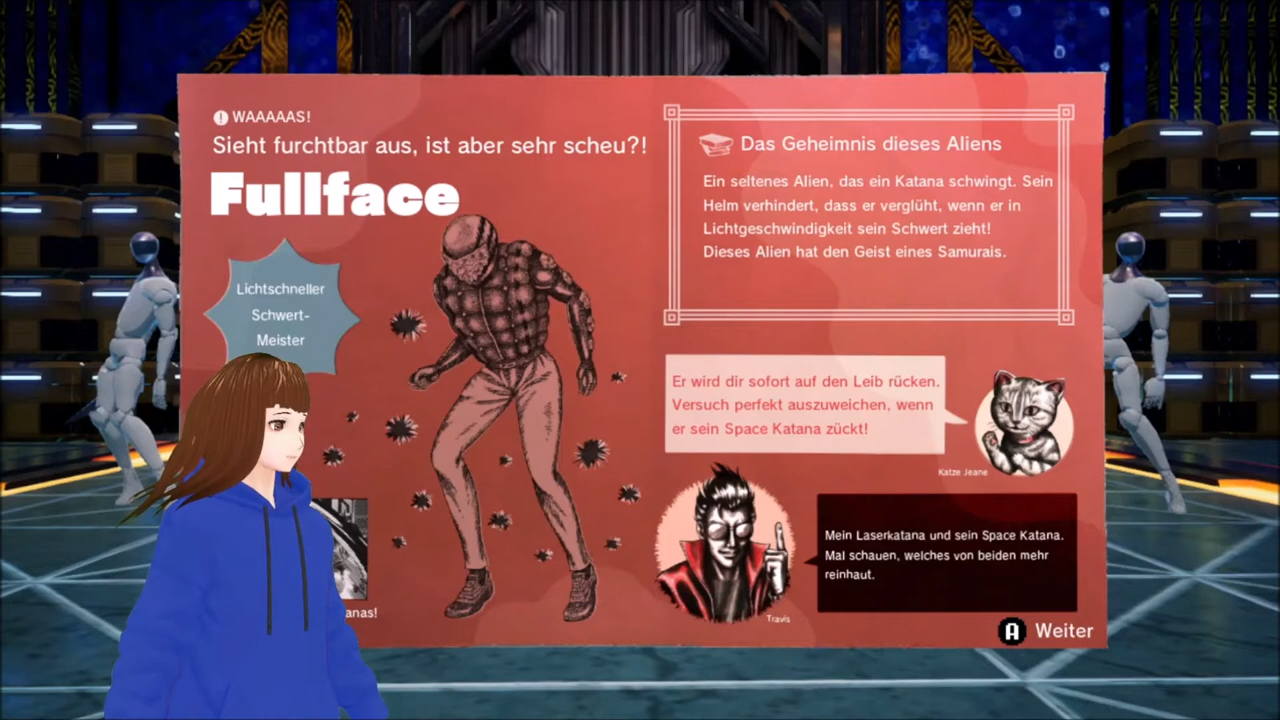 WAAAAAS!
Sieht furchtbar aus, ist aber sehr scheu?!
Fullface
Lichtschneller
Schwert-
Meister
anas!
Das Geheimnis dieses Aliens
Ein seltenes Alien, das ein Katana schwingt. Sein
Helm verhindert, dass er verglüht, wenn er in
Lichtgeschwindigkeit sein Schwert zieht!
Dieses Alien hat den Geist eines Samurais.
Er wird dir sofort auf den Leib rücken.
Versuch perfekt auszuweichen, wenn
er sein Space Katana zückt!
Katze Jeane
Mein Laserkatana und sein Space Katana.
Mal schauen, welches von beiden mehr
reinhaut.
Travis
A Weiter